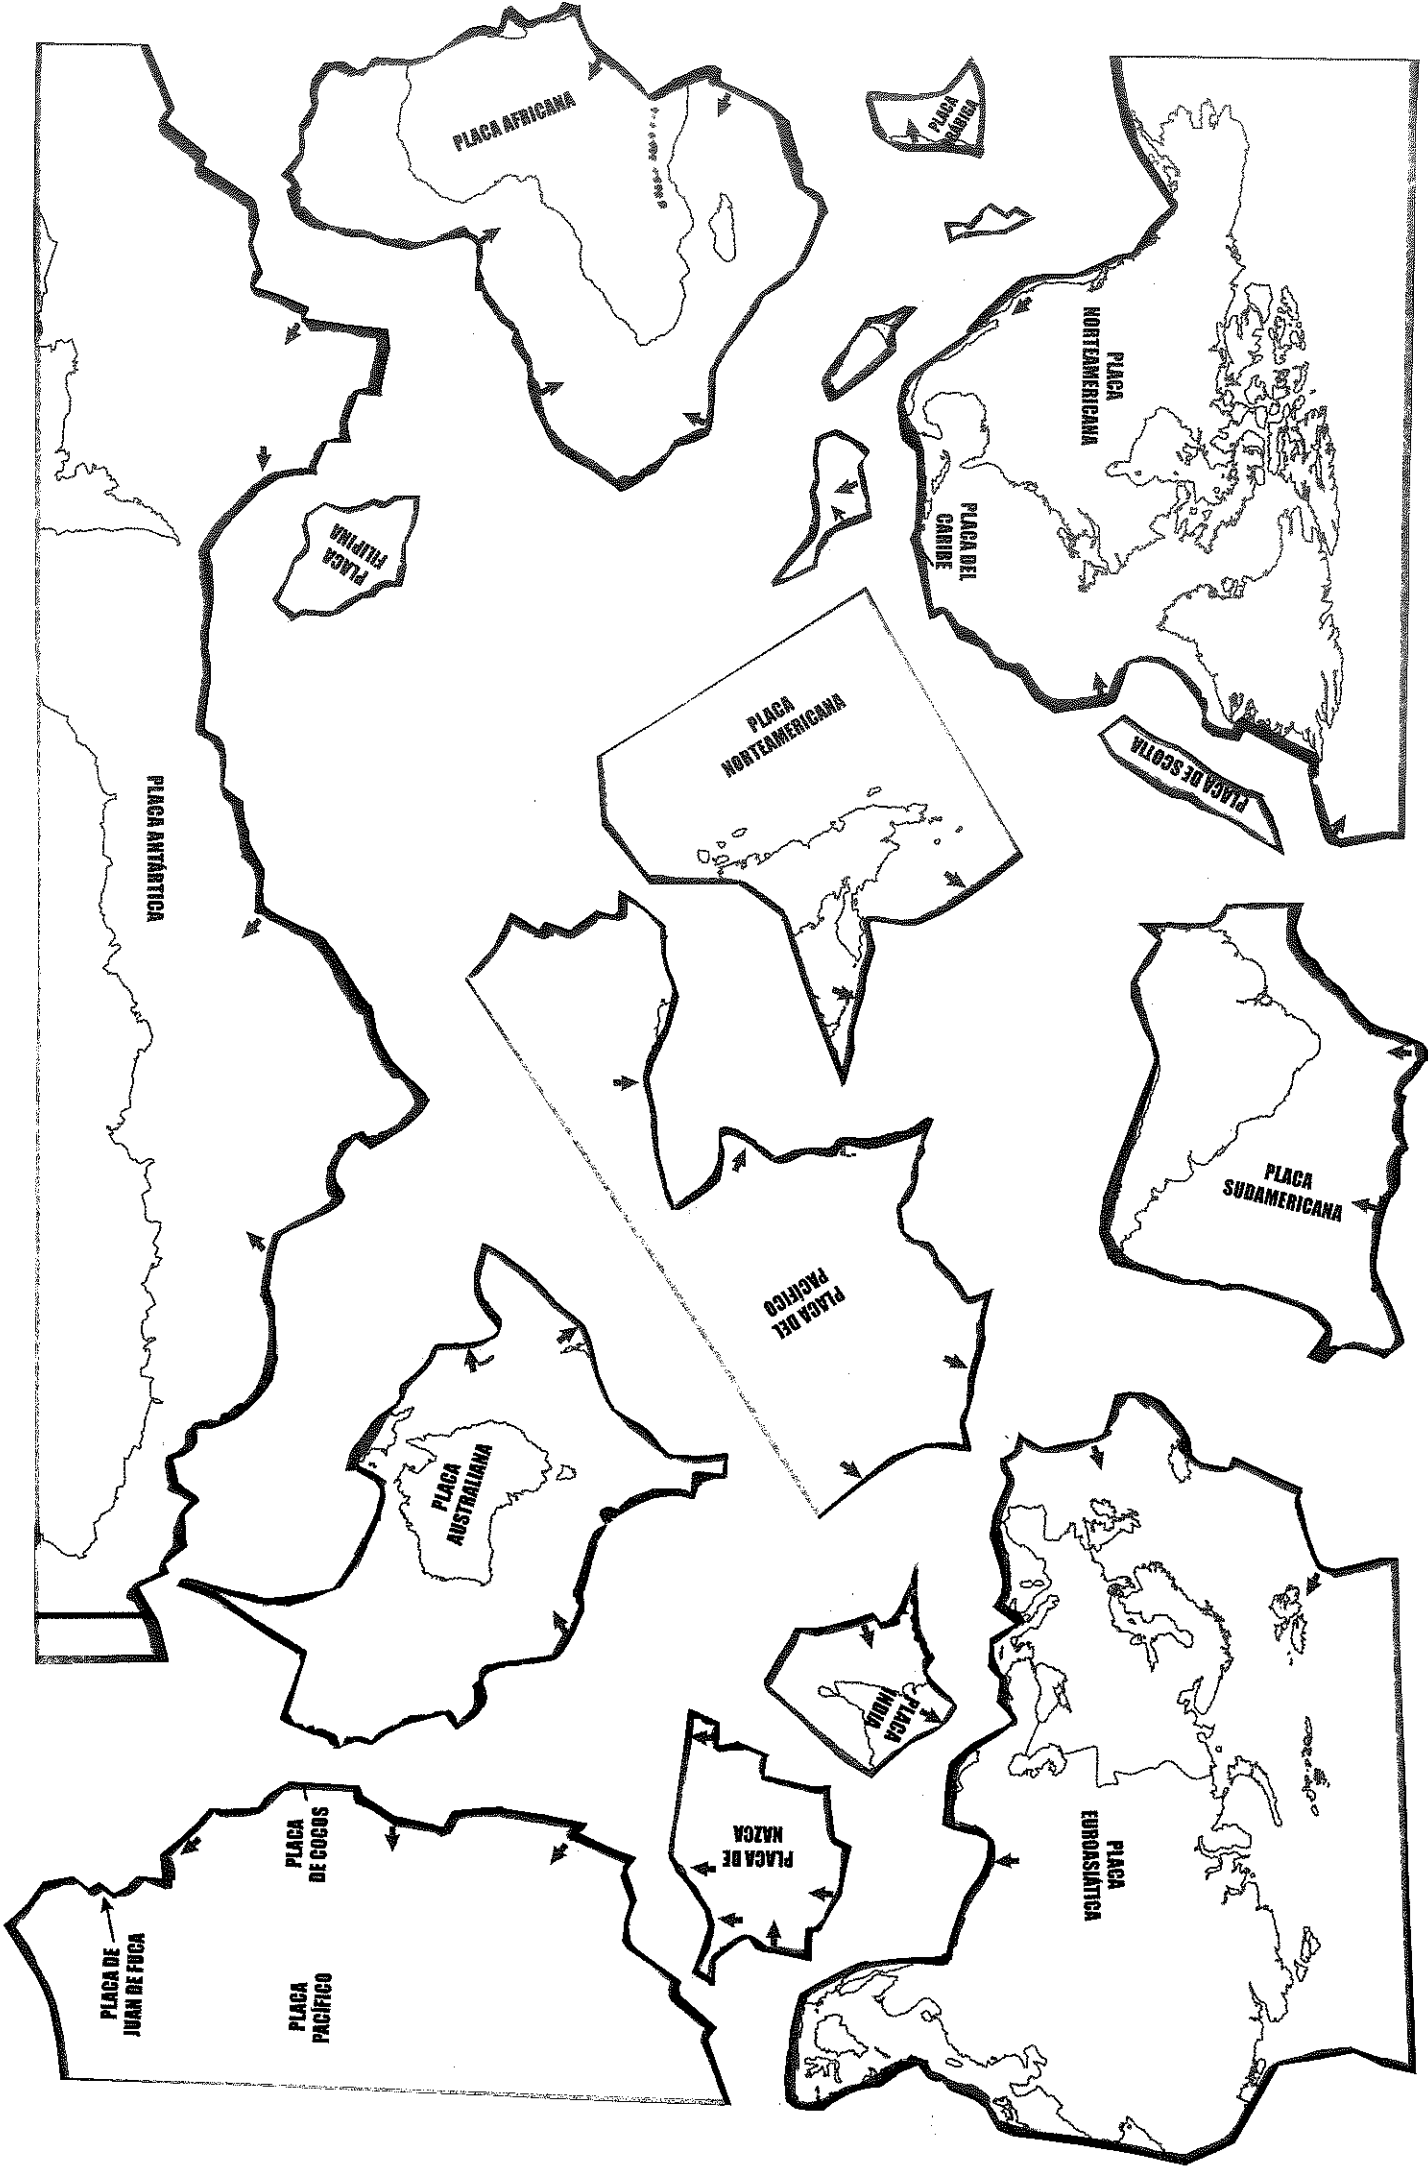 PLACA AFRICANA
PLACA
RÁBIGA
PLACA
NORTEAMERICANA
PLACA DEL
CARIBE
PLACA
FILIPINA
PLACA
NORTEAMERICANA
PLACA DE SCOTIA
PLACA ANTÁRTICA
PLACA
SUDAMERICANA
PLACA DEL
PACÍFICO
PLACA
AUSTRALIANA
PLACA
INDIA
PLACA DE
NAZCA
PLACA
EUROASIÁTICA
PLACA
DE COCOS
PLACA DE
JUAN DE FUCA
PLACA
PACÍFICO